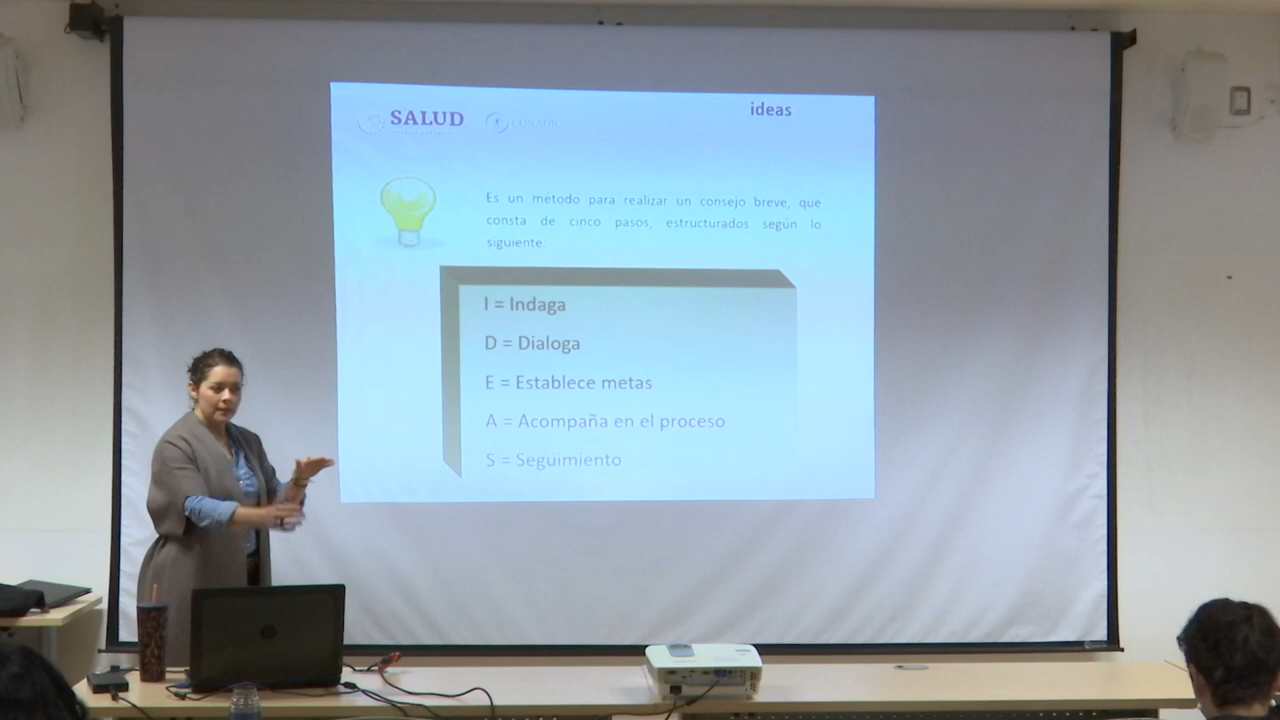 SALUD
CONADIC
ideas
Es un método para realizar un consejo breve, que
consta de cinco pasos, estructurados según lo
siguiente:
I = Indaga
D = Dialoga
E = Establece metas
A = Acompaña en el proceso
S = Seguimiento